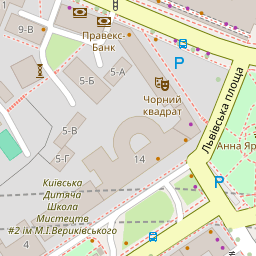 9-В
Правекс-
Банк
5-А
5-Б
Чорний
квадрат
Львівська площа
5-В
5-Г
14
Анна Яр
Київська
Дитяча
Школа
Мистецтв
#2 ім М.І.Вериківського
P
P
4